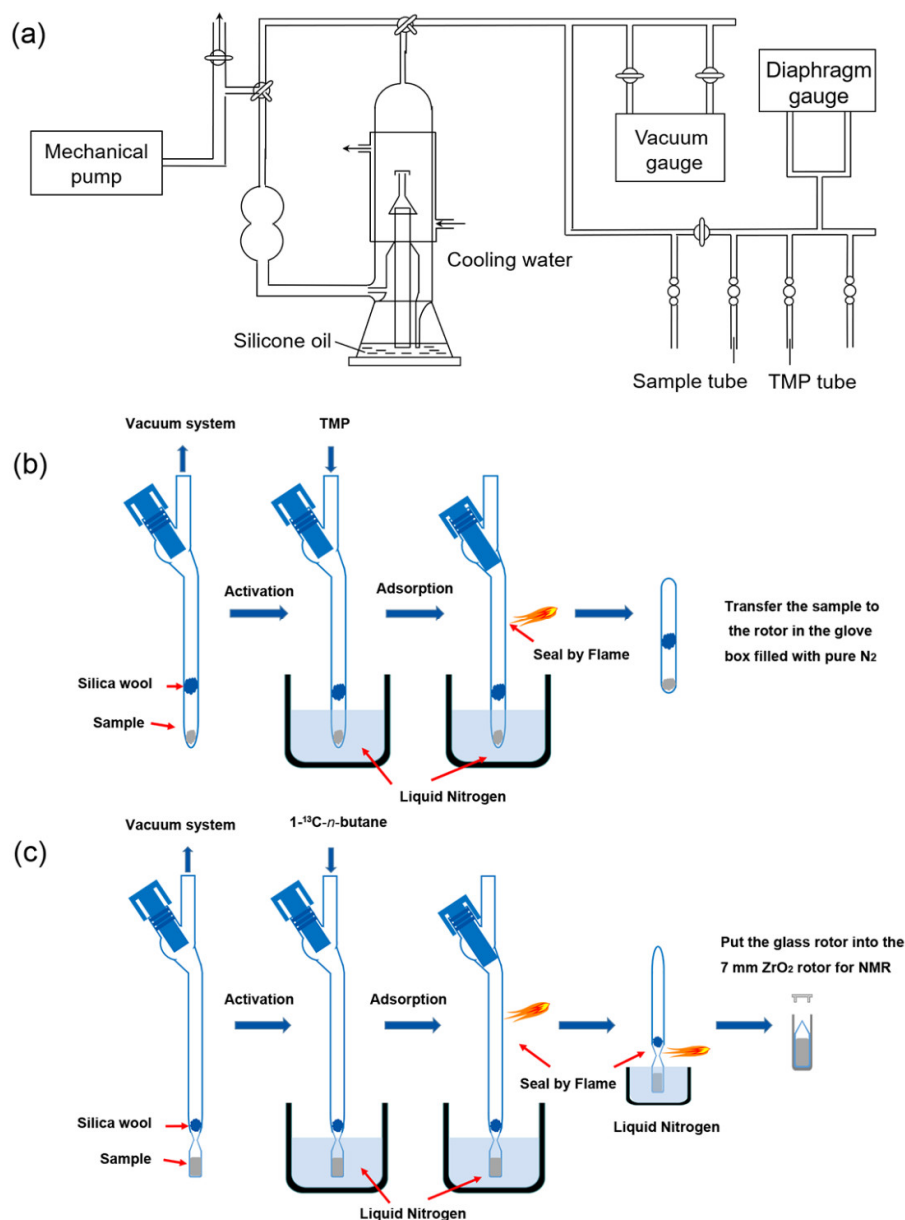 (a)
Mechanical
pump
Vacuum
gauge
Diaphragm
gauge
Cooling water
Silicone oil
Sample tube
TMP tube
(b)
Vacuum system
TMP
Activation
Adsorption
Seal by Flame
Transfer the sample to
the rotor in the glove
box filled with pure N₂
Silica wool
Sample
Liquid Nitrogen
(c)
Vacuum system
1-¹³C-n-butane
Activation
Adsorption
Seal by Flame
Put the glass rotor into the
7 mm ZrO₂ rotor for NMR
Silica wool
Sample
Liquid Nitrogen
Liquid Nitrogen